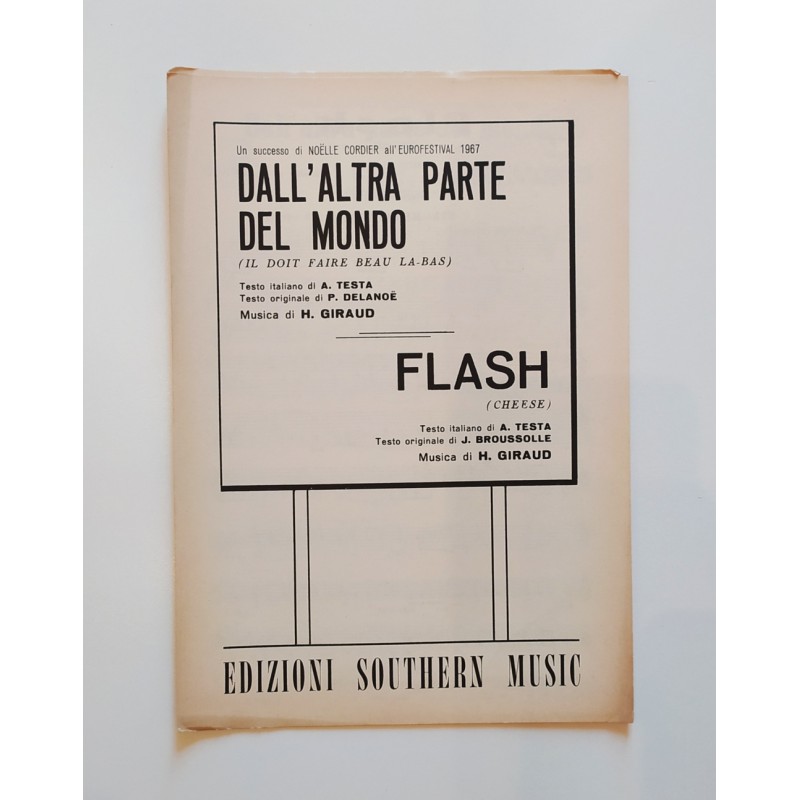 Un successo di NOËLLE CORDIER all'EUROFESTIVAL 1967
DALL'ALTRA PARTE
DEL MONDO
(IL DOIT FAIRE BEAU LA-BAS)
Testo italiano di A. TESTA
Testo originale di P. DELANOË
Musica di H. GIRAUD
FLASH
(CHEESE)
Testo italiano di A. TESTA
Testo originale di J. BROUSSOLLE
Musica di H. GIRAUD
EDIZIONI SOUTHERN MUSIC